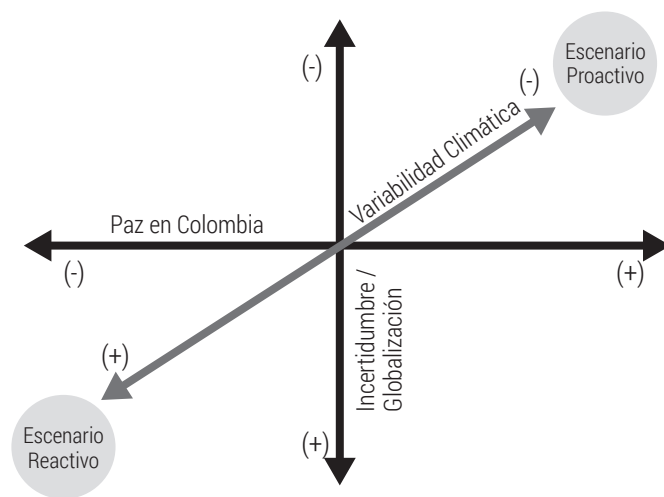 Escenario
Proactivo
(-)
(-)
Variabilidad Climática
Paz en Colombia
(-)
(+)
Incertidumbre /
Globalización
(+)
(+)
Escenario
Reactivo